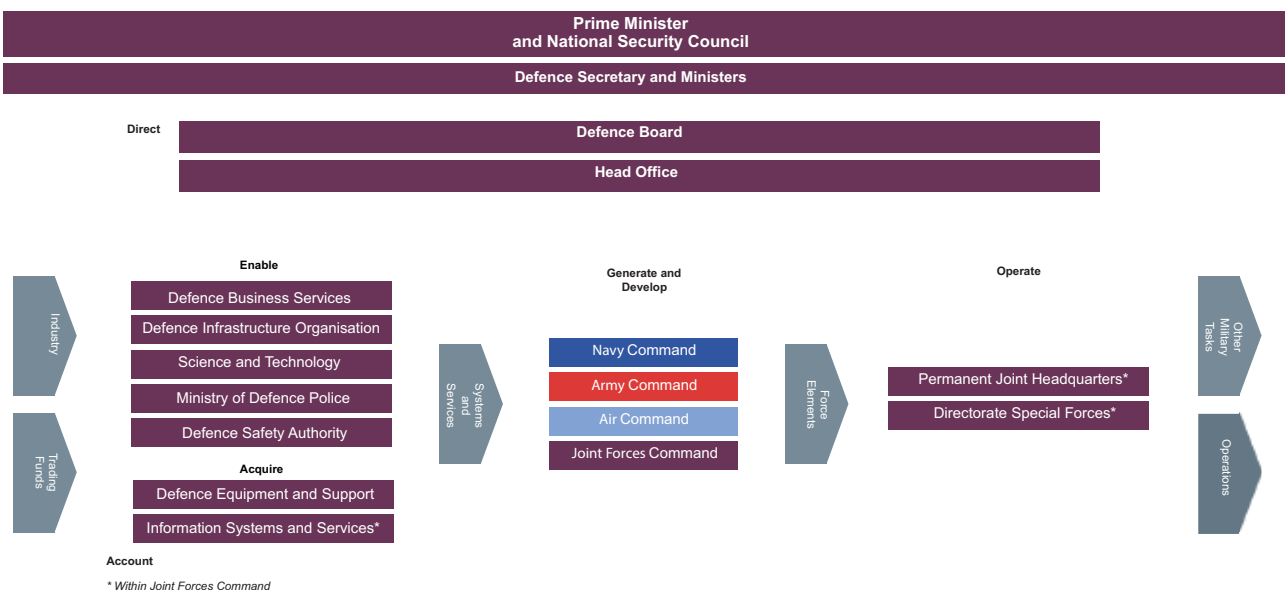 Prime Minister
and National Security Council
Defence Secretary and Ministers
Direct
Defence Board
Head Office
Industry
Trading
Funds
Enable
Defence Business Services
Defence Infrastructure Organisation
Science and Technology
Ministry of Defence Police
Defence Safety Authority
Acquire
Defence Equipment and Support
Information Systems and Services*
Systems
and
Services
Generate and
Develop
Navy Command
Army Command
Air Command
Joint Forces Command
Force
Elements
Operate
Permanent Joint Headquarters*
Directorate Special Forces*
Other
Military
Tasks
Operations
Account
* Within Joint Forces Command